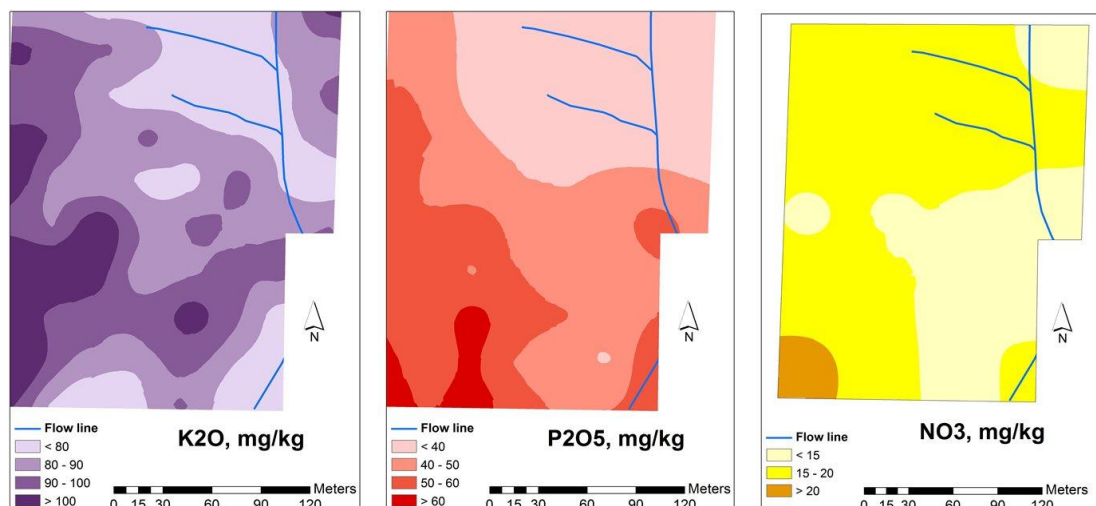 N
Flow line
K2O, mg/kg
< 80
80 - 90
90 - 100
> 100
Meters
0 15 30 60 90 120
N
Flow line
P2O5, mg/kg
< 40
40 - 50
50 - 60
> 60
Meters
0 15 30 60 90 120
N
Flow line
NO3, mg/kg
< 15
15 - 20
> 20
Meters
0 15 30 60 90 120